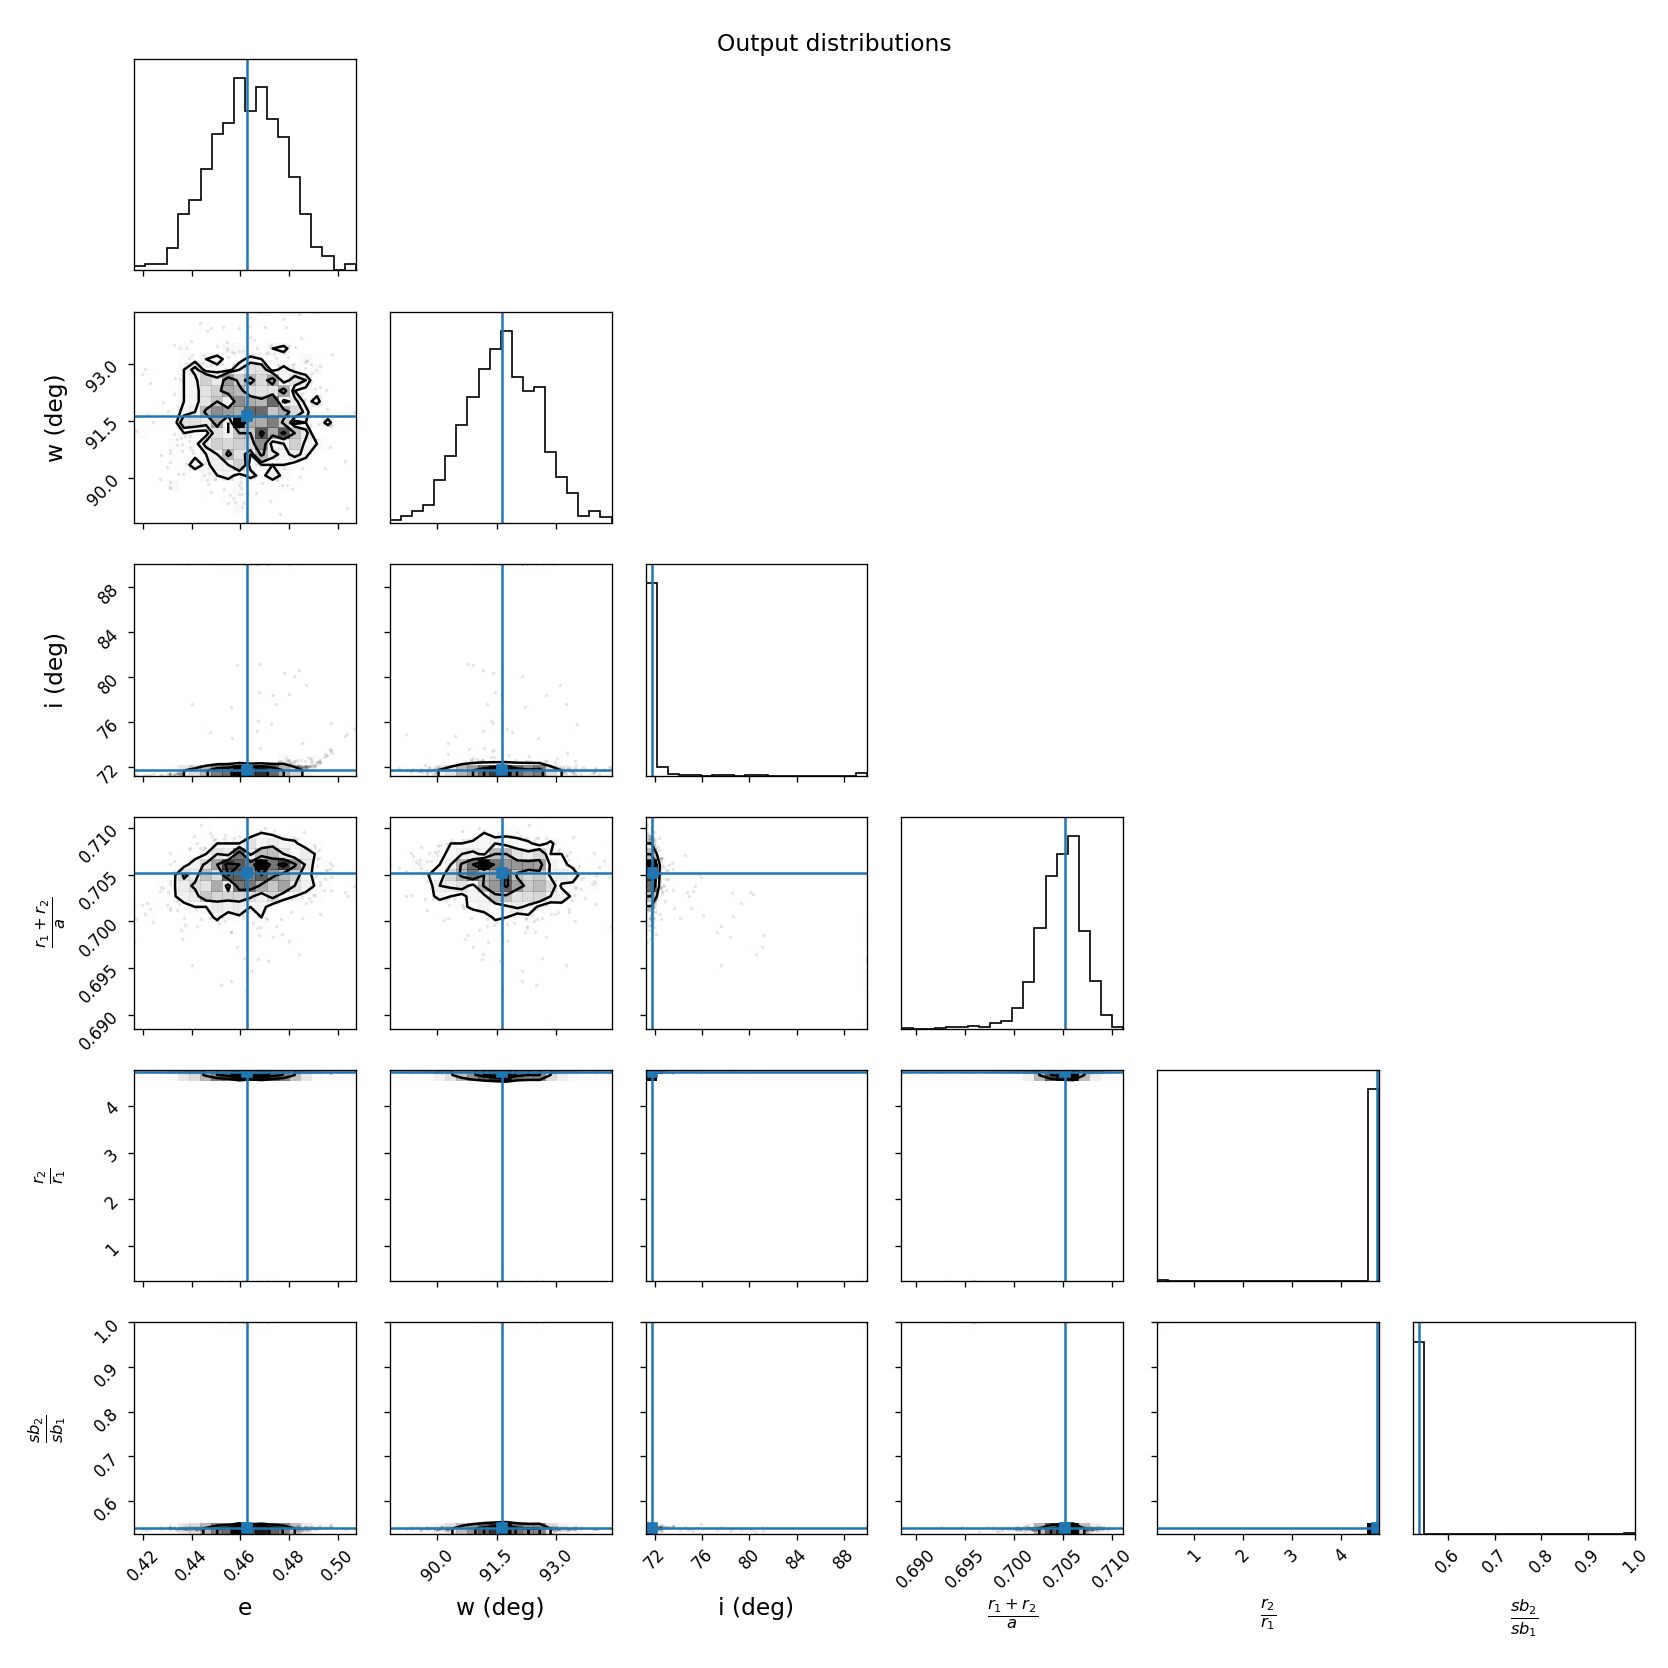 Output distributions
w (deg)
93.0
91.5
90.0
i (deg)
88
84
80
76
72
r₁ + r₂
a
0.710
0.705
0.700
0.695
0.690
r₂
r₁
4
3
2
1
sb₂
sb₁
1.0
0.9
0.8
0.7
0.6
0.42 0.44 0.46 0.48 0.50
90.0 91.5 93.0
72 76 80 84 88
0.690 0.695 0.700 0.705 0.710
1 2 3 4
0.6 0.7 0.8 0.9 1.0
e
w (deg)
i (deg)
r₁ + r₂
a
r₂
r₁
sb₂
sb₁